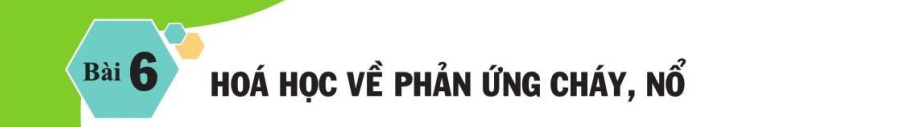 Bài 6
HOÁ HỌC VỀ PHẢN ỨNG CHÁY, NỔ